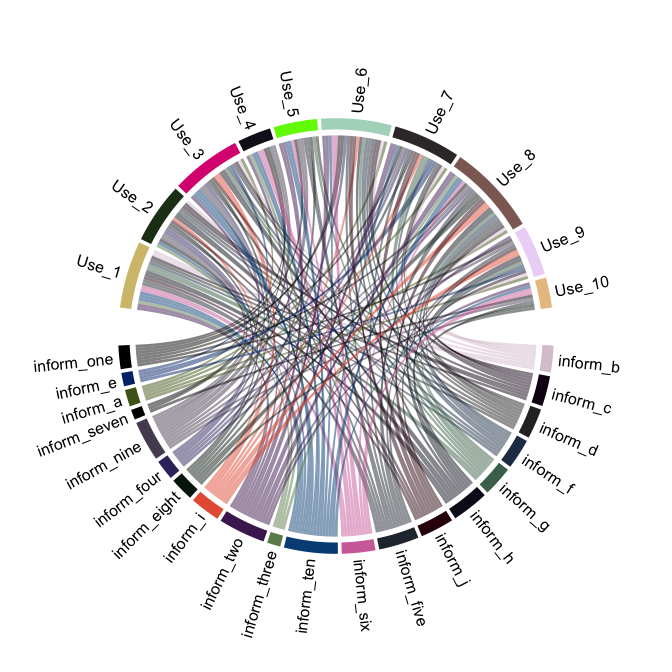 Use_1
Use_2
Use_3
Use_4
Use_5
Use_6
Use_7
Use_8
Use_9
Use_10
inform_b
inform_c
inform_d
inform_f
inform_g
inform_h
inform_j
inform_five
inform_six
inform_ten
inform_three
inform_two
inform_i
inform_eight
inform_four
inform_nine
inform_seven
inform_a
inform_e
inform_one